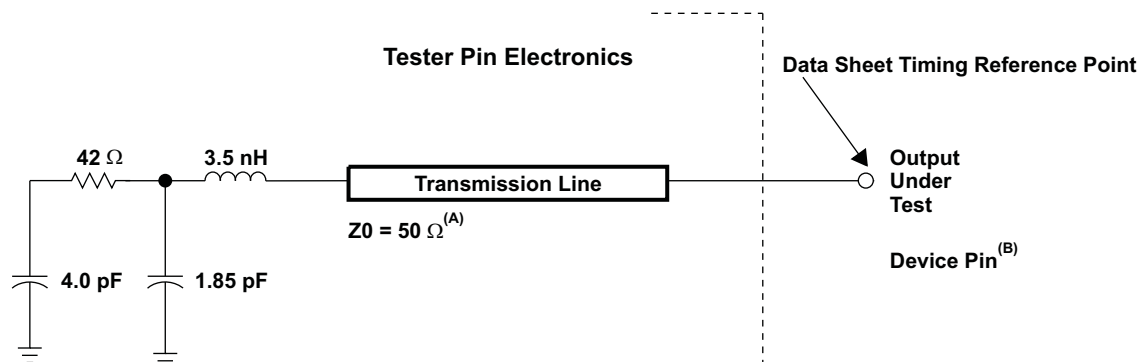 Tester Pin Electronics
Data Sheet Timing Reference Point
42 Ω
3.5 nH
Transmission Line
Output
Under
Test
Z0 = 50 Ω(A)
Device Pin(B)
4.0 pF
1.85 pF